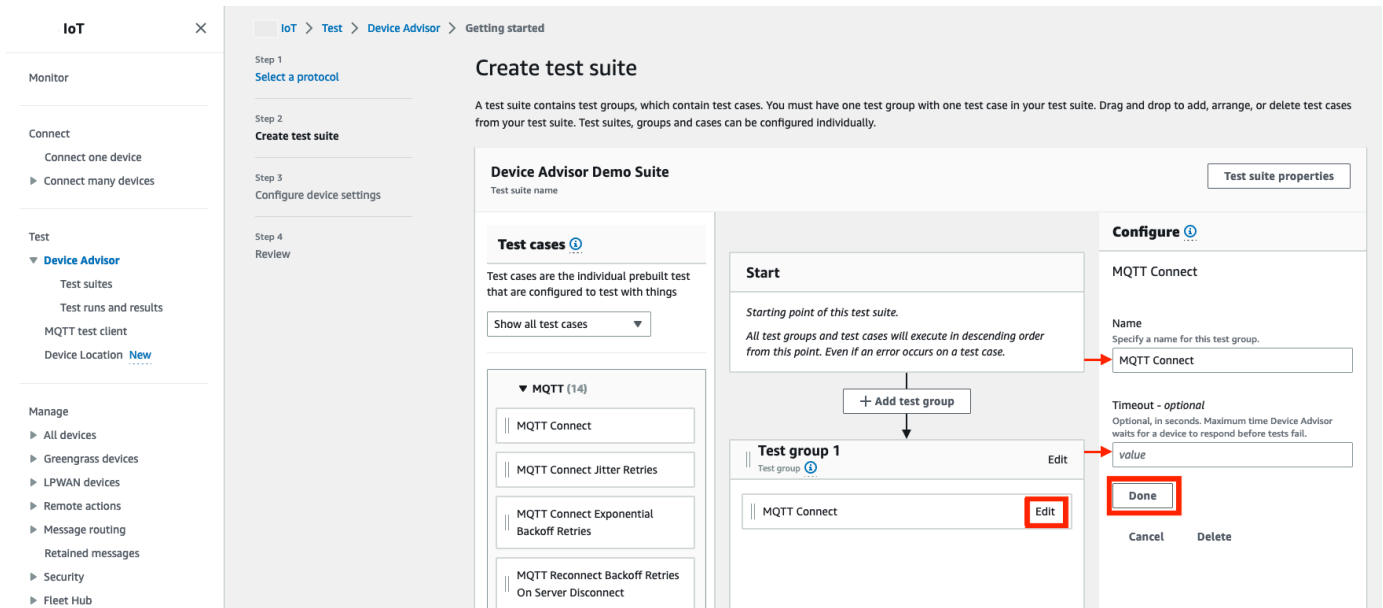 IoT
Monitor
Connect
Connect one device
Connect many devices
Test
Device Advisor
Test suites
Test runs and results
MQTT test client
Device Location New
Manage
All devices
Greengrass devices
LPWAN devices
Remote actions
Message routing
Retained messages
Security
Fleet Hub
IoT > Test > Device Advisor > Getting started
Step 1
Select a protocol
Step 2
Create test suite
Step 3
Configure device settings
Step 4
Review
Create test suite
A test suite contains test groups, which contain test cases. You must have one test group with one test case in your test suite. Drag and drop to add, arrange, or delete test cases
from your test suite. Test suites, groups and cases can be configured individually.
Device Advisor Demo Suite
Test suite name
Test suite properties
Test cases
Test cases are the individual prebuilt test
that are configured to test with things
Show all test cases
MQTT (14)
MQTT Connect
MQTT Connect Jitter Retries
MQTT Connect Exponential
Backoff Retries
MQTT Reconnect Backoff Retries
On Server Disconnect
Start
Starting point of this test suite.
All test groups and test cases will execute in descending order
from this point. Even if an error occurs on a test case.
+ Add test group
Test group 1
Test group
Edit
MQTT Connect
Edit
Configure
MQTT Connect
Name
Specify a name for this test group.
MQTT Connect
Timeout - optional
Optional, in seconds. Maximum time Device Advisor
waits for a device to respond before tests fail.
value
Done
Cancel Delete